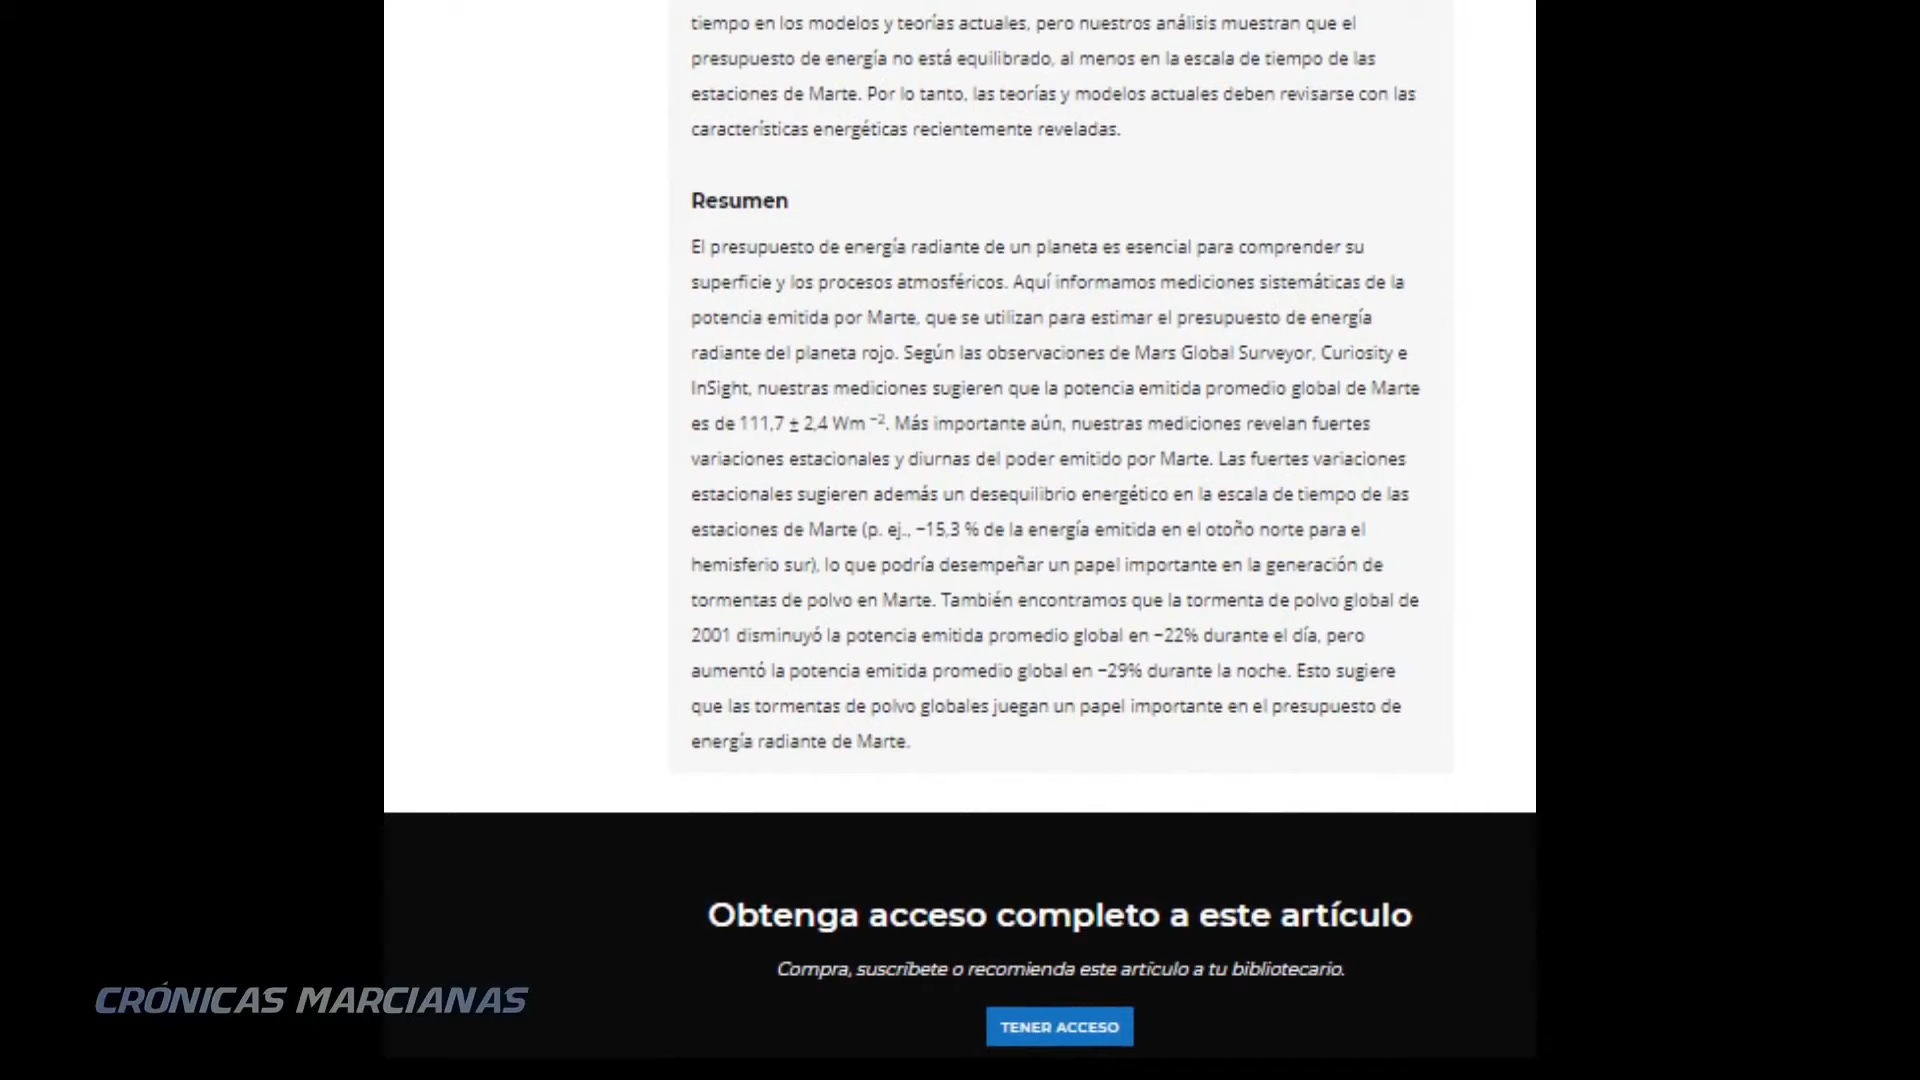 tiempo en los modelos y teorías actuales, pero nuestros análisis muestran que el
presupuesto de energía no está equilibrado, al menos en la escala de tiempo de las
estaciones de Marte. Por lo tanto, las teorías y modelos actuales deben revisarse con las
características energéticas recientemente reveladas.
Resumen
El presupuesto de energía radiante de un planeta es esencial para comprender su
superficie y los procesos atmosféricos. Aquí informamos mediciones sistemáticas de la
potencia emitida por Marte, que se utilizan para estimar el presupuesto de energía
radiante del planeta rojo. Según las observaciones de Mars Global Surveyor, Curiosity e
InSight, nuestras mediciones sugieren que la potencia emitida promedio global de Marte
es de 111,7 ± 2,4 Wm −2. Más importante aún, nuestras mediciones revelan fuertes
variaciones estacionales y diurnas del poder emitido por Marte. Las fuertes variaciones
estacionales sugieren además un desequilibrio energético en la escala de tiempo de las
estaciones de Marte (p. ej., −15,3 % de la energía emitida en el otoño norte para el
hemisferio sur), lo que podría desempeñar un papel importante en la generación de
tormentas de polvo en Marte. También encontramos que la tormenta de polvo global de
2001 disminuyó la potencia emitida promedio global en −22% durante el día, pero
aumentó la potencia emitida promedio global en −29% durante la noche. Esto sugiere
que las tormentas de polvo globales juegan un papel importante en el presupuesto de
energía radiante de Marte.
Obtenga acceso completo a este artículo
Compra, suscríbete o recomienda este artículo a tu bibliotecario.
CRÓNICAS MARCIANAS
TENER ACCESO